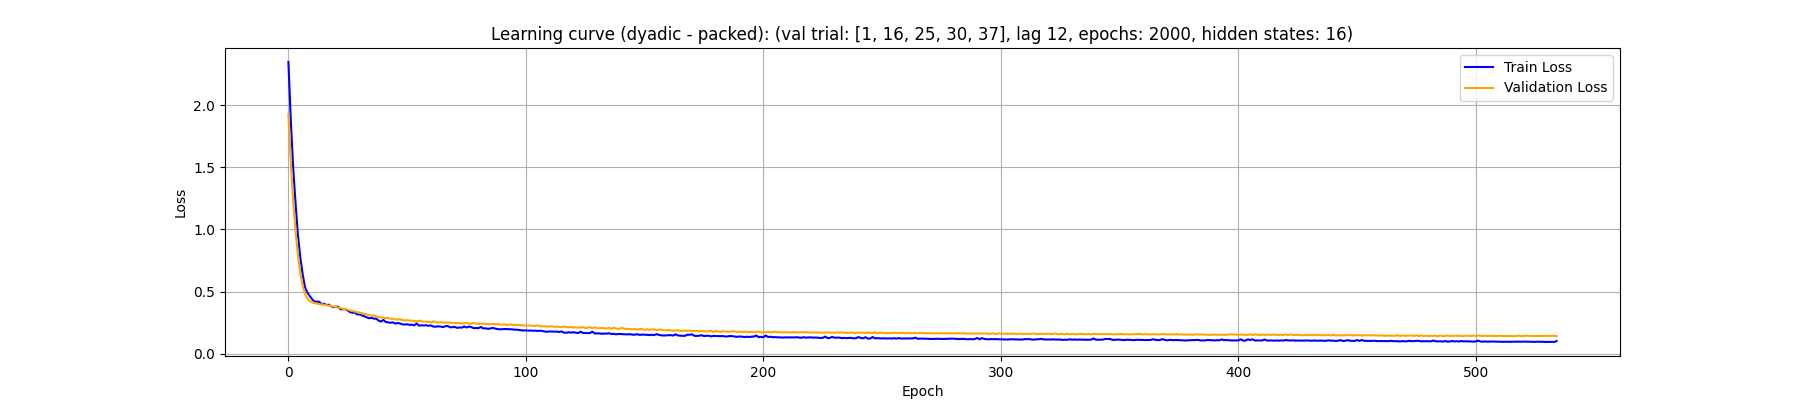 Learning curve (dyadic - packed): (val trial: [1, 16, 25, 30, 37], lag 12, epochs: 2000, hidden states: 16)
Train Loss
Validation Loss
Loss
2.0
1.5
1.0
0.5
0.0
0 100 200 300 400 500
Epoch